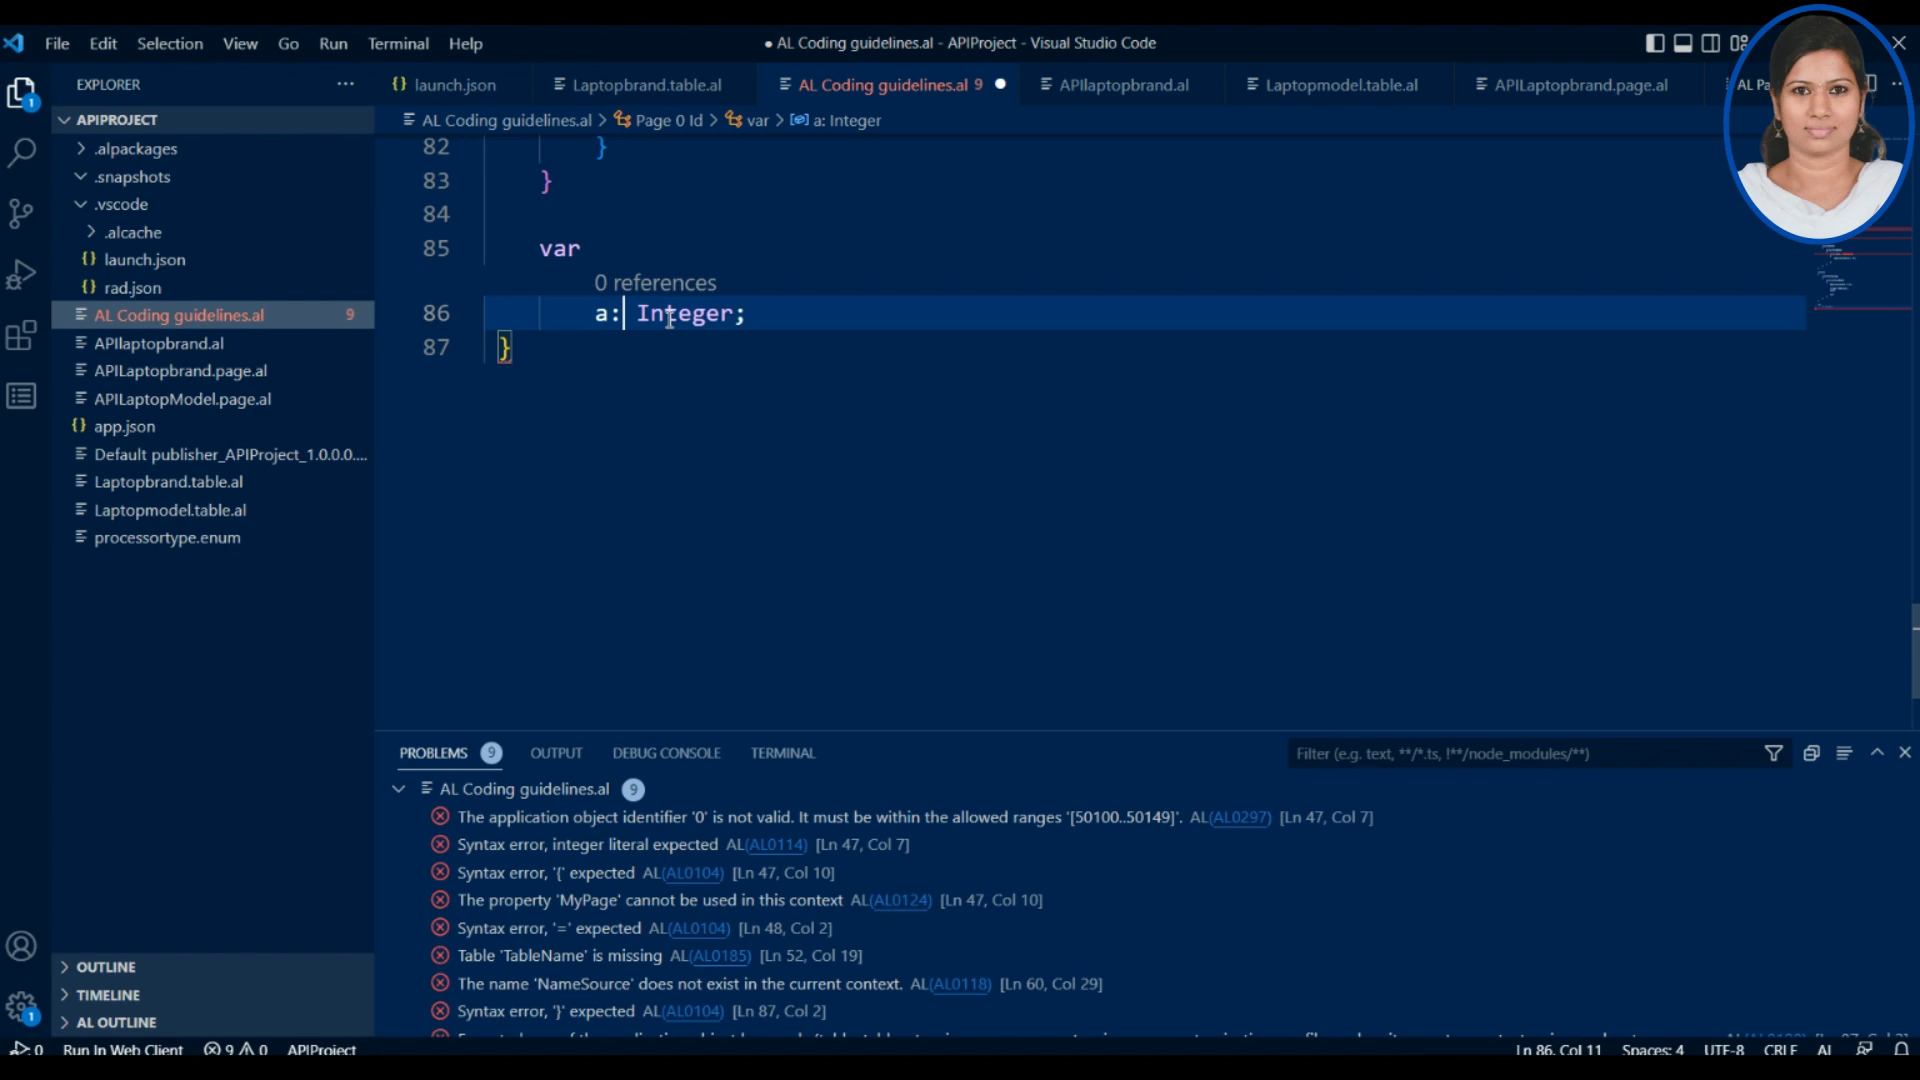 File Edit Selection View Go Run Terminal Help
● AL Coding guidelines.al - APIProject - Visual Studio Code
EXPLORER
launch.json
Laptopbrand.table.al
AL Coding guidelines.al 9
APIlaptopbrand.al
Laptopmodel.table.al
APILaptopbrand.page.al
AL Pa
AL Coding guidelines.al > Page 0 Id > var > a: Integer
1
APIPROJECT
.alpackages
.snapshots
.vscode
.alcache
launch.json
rad.json
AL Coding guidelines.al 9
APIlaptopbrand.al
APILaptopbrand.page.al
APILaptopModel.page.al
app.json
Default publisher_APIProject_1.0.0.0....
Laptopbrand.table.al
Laptopmodel.table.al
processortype.enum
82 }
83 }
84
85 var
0 references
86 a: Integer;
87 }
PROBLEMS 9 OUTPUT DEBUG CONSOLE TERMINAL
Filter (e.g. text, **/*.ts, !**/node_modules/**)
AL Coding guidelines.al 9
The application object identifier '0' is not valid. It must be within the allowed ranges '[50100..50149]'. AL(AL0297) [Ln 47, Col 7]
Syntax error, integer literal expected AL(AL0114) [Ln 47, Col 7]
Syntax error, '{' expected AL(AL0104) [Ln 47, Col 10]
The property 'MyPage' cannot be used in this context AL(AL0124) [Ln 47, Col 10]
Syntax error, '=' expected AL(AL0104) [Ln 48, Col 2]
Table 'TableName' is missing AL(AL0185) [Ln 52, Col 19]
The name 'NameSource' does not exist in the current context. AL(AL0118) [Ln 60, Col 29]
Syntax error, '}' expected AL(AL0104) [Ln 87, Col 2]
OUTLINE
TIMELINE
AL OUTLINE
1
0 Run In Web Client 9 0 APIProject
Ln 86, Col 11 Spaces: 4 UTF-8 CRLF AL